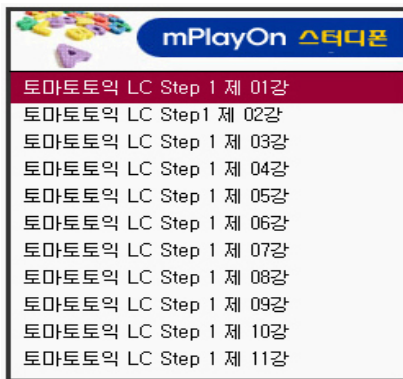 mPlayOn 스터디폰
토마토토익 LC Step 1 제 01강
토마토토익 LC Step1 제 02강
토마토토익 LC Step 1 제 03강
토마토토익 LC Step 1 제 04강
토마토토익 LC Step 1 제 05강
토마토토익 LC Step 1 제 06강
토마토토익 LC Step 1 제 07강
토마토토익 LC Step 1 제 08강
토마토토익 LC Step 1 제 09강
토마토토익 LC Step 1 제 10강
토마토토익 LC Step 1 제 11강